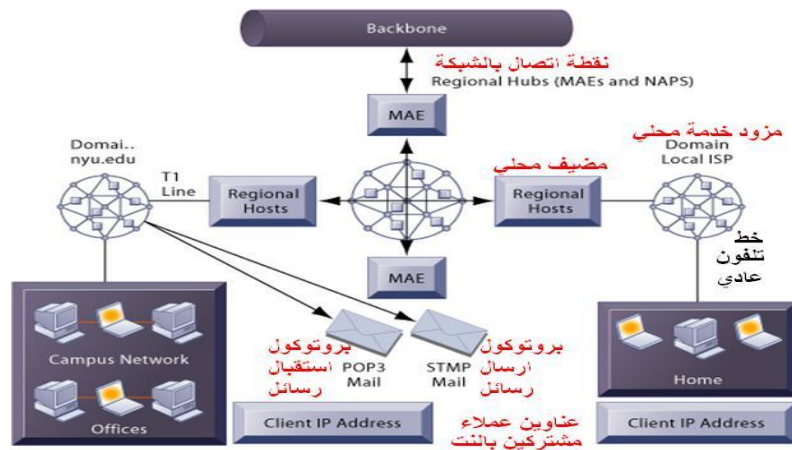 Backbone
نقطة اتصال بالشبكة
Regional Hubs (MAEs and NAPS)
MAE
مزود خدمة محلي
Domai..
nyu.edu
Domain
Local ISP
T1
Line
مضيف محلي
Regional
Hosts
Regional
Hosts
خط
تلفون
عادي
MAE
Campus Network
Offices
بروتوكول
استقبال
رسائل
POP3
Mail
STMP
Mail
بروتوكول
ارسال
رسائل
Home
Client IP Address
عناوين عملاء
مشتركين بالنت
Client IP Address